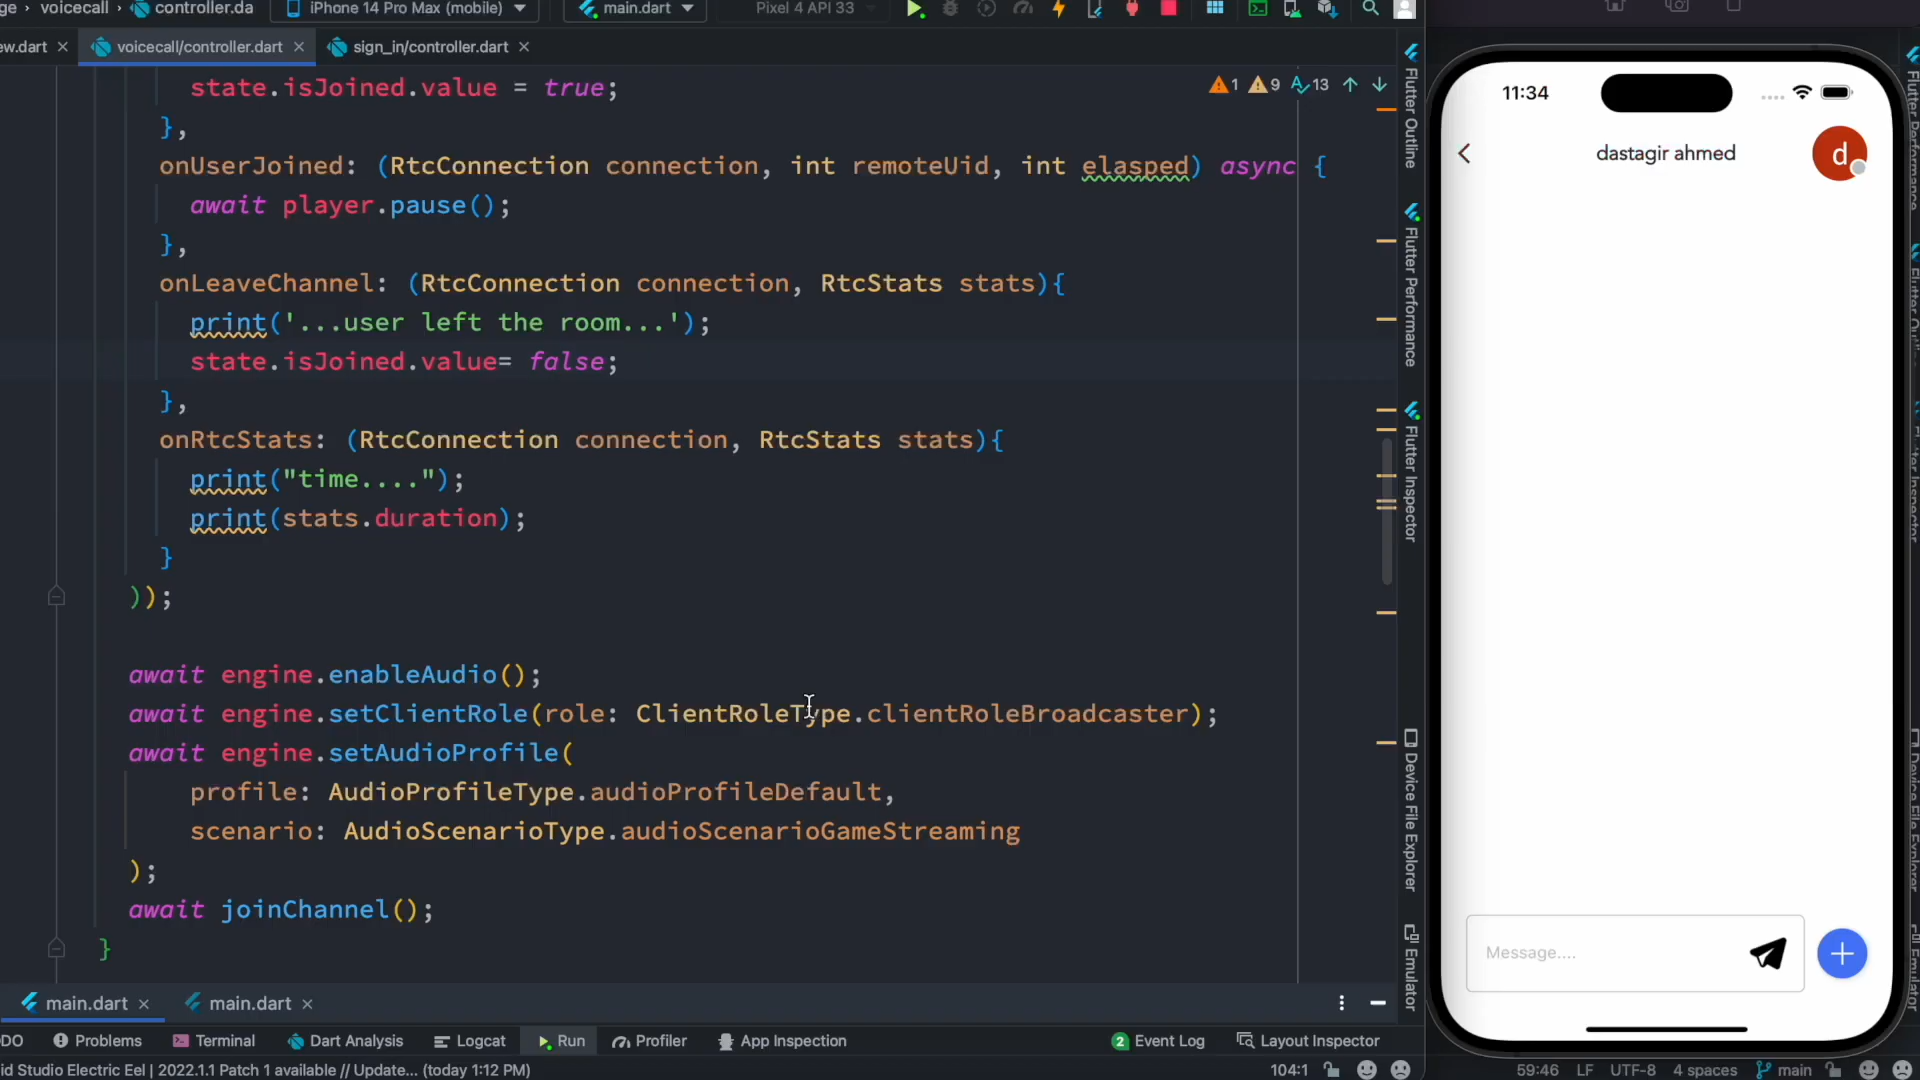 ge › voicecall › controller.da iPhone 14 Pro Max (mobile) main.dart Pixel 4 API 33
ew.dart voicecall/controller.dart sign_in/controller.dart
state.isJoined.value = true;
1 9 13
},
onUserJoined: (RtcConnection connection, int remoteUid, int elasped) async {
await player.pause();
},
onLeaveChannel: (RtcConnection connection, RtcStats stats){
print('...user left the room...');
state.isJoined.value= false;
},
onRtcStats: (RtcConnection connection, RtcStats stats){
print("time....");
print(stats.duration);
}
));
await engine.enableAudio();
await engine.setClientRole(role: ClientRoleType.clientRoleBroadcaster);
await engine.setAudioProfile(
profile: AudioProfileType.audioProfileDefault,
scenario: AudioScenarioType.audioScenarioGameStreaming
);
await joinChannel();
}
Flutter Outline
Flutter Performance
Flutter Inspector
Device File Explorer
Emulator
main.dart main.dart
ODO Problems Terminal Dart Analysis Logcat Run Profiler App Inspection 2 Event Log Layout Inspector
id Studio Electric Eel | 2022.1.1 Patch 1 available // Update... (today 1:12 PM) 104:1
11:34
dastagir ahmed
d
Message....
59:46 LF UTF-8 4 spaces main